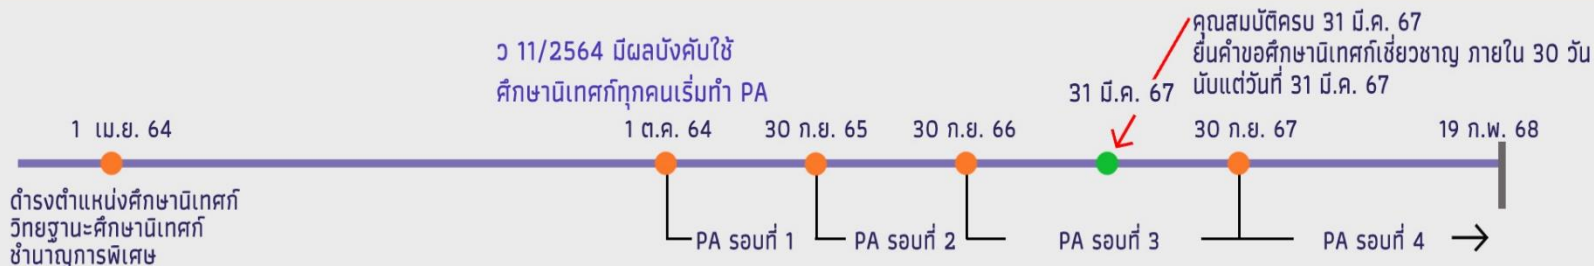 ว 11/2564 มีผลบังคับใช้
ศึกษานิเทศก์ทุกคนเริ่มทำ PA
คุณสมบัติครบ 31 มี.ค. 67
ยื่นคำขอศึกษานิเทศก์เชี่ยวชาญ ภายใน 30 วัน
นับแต่วันที่ 31 มี.ค. 67
31 มี.ค. 67
1 เม.ย. 64
1 ต.ค. 64
30 ก.ย. 65
30 ก.ย. 66
30 ก.ย. 67
19 ก.พ. 68
ดำรงตำแหน่งศึกษานิเทศก์
วิทยฐานะศึกษานิเทศก์
ชำนาญการพิเศษ
PA รอบที่ 1
PA รอบที่ 2
PA รอบที่ 3
PA รอบที่ 4